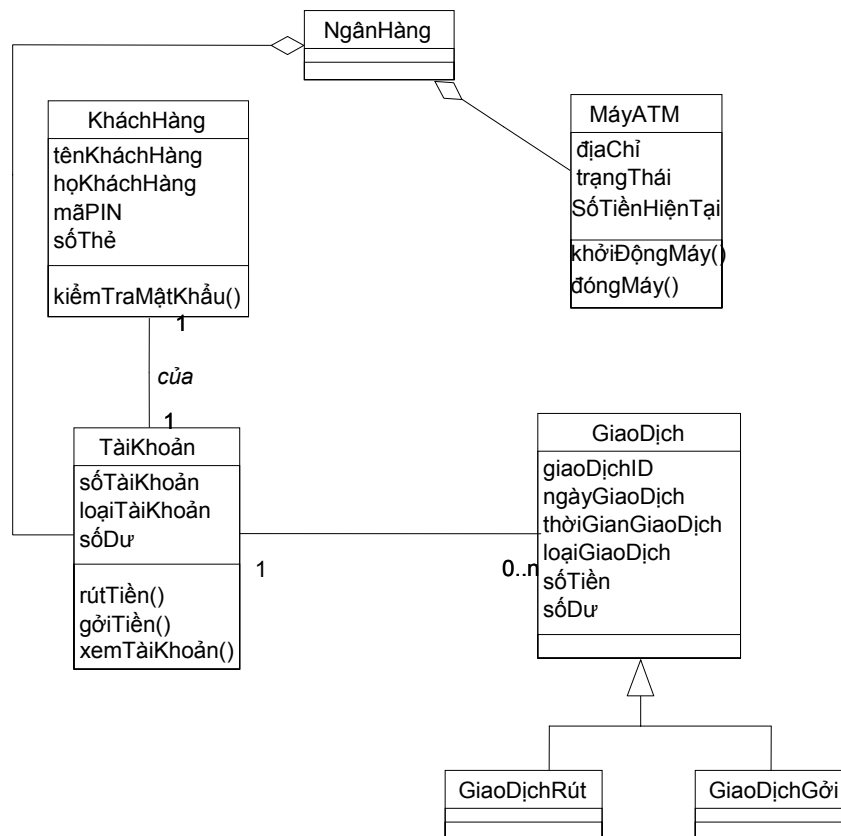 NgânHàng
KháchHàng
tênKháchHàng
họKháchHàng
mãPIN
sốThẻ
kiểmTraMậtKhẩu()
MáyATM
địaChỉ
trạngThái
SốTiềnHiệnTại
khởiĐộngMáy()
đóngMáy()
1
của
1
TàiKhoản
sốTàiKhoản
loạiTàiKhoản
sốDư
rútTiền()
gởiTiền()
xemTàiKhoản()
1
0..n
GiaoDịch
giaoDịchID
ngàyGiaoDịch
thờiGianGiaoDịch
loạiGiaoDịch
sốTiền
sốDư
GiaoDịchRút
GiaoDịchGởi